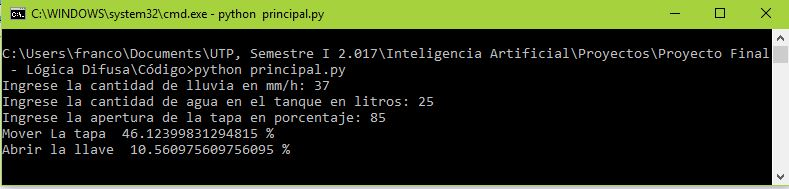 C:\WINDOWS\system32\cmd.exe - python  principal.py
C:\Users\franco\Documents\UTP, Semestre I 2.017\Inteligencia Artificial\Proyectos\Proyecto Final
 - Lógica Difusa\Código>python principal.py
Ingrese la cantidad de lluvia en mm/h: 37
Ingrese la cantidad de agua en el tanque en litros: 25
Ingrese la apertura de la tapa en porcentaje: 85
Mover La tapa  46.12399831294815 %
Abrir la llave  10.560975609756095 %